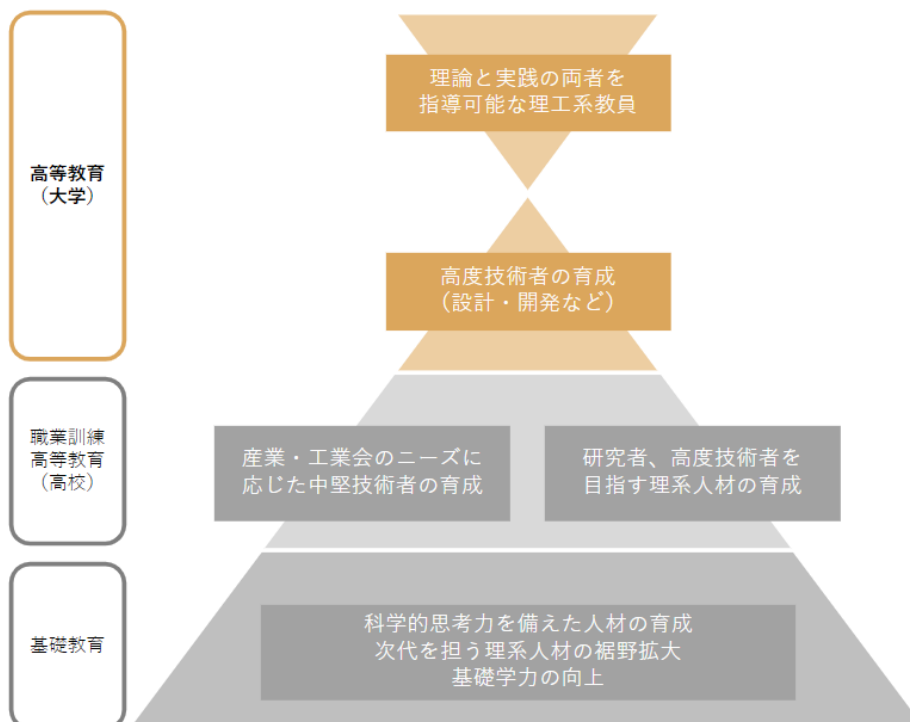 高等教育
（大学）
理論と実践の両者を
指導可能な理工系教員
高度技術者の育成
（設計・開発など）
職業訓練
高等教育
（高校）
産業・工業会のニーズに
応じた中堅技術者の育成
研究者、高度技術者を
目指す理系人材の育成
基礎教育
科学的思考力を備えた人材の育成
次代を担う理系人材の裾野拡大
基礎学力の向上